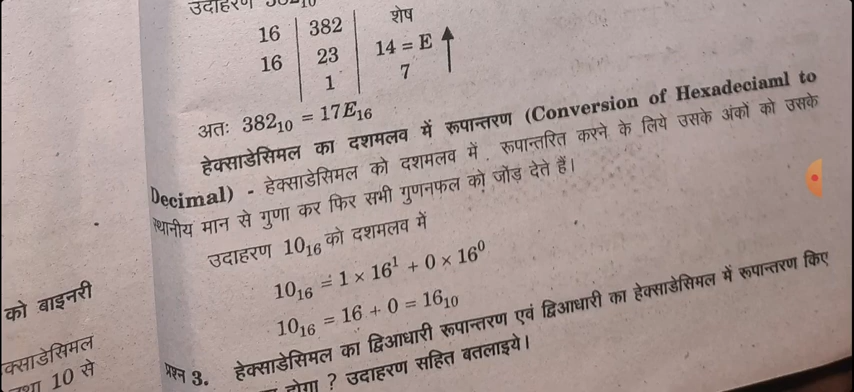 उदाहरण 382₁₀
16 | 382 | शेष
16 | 23 | 14 = E
1 | 7
अतः 382₁₀ = 17E₁₆
हेक्साडेसिमल का दशमलव में रूपान्तरण (Conversion of Hexadeciaml to
Decimal) - हेक्साडेसिमल को दशमलव में रूपान्तरित करने के लिये उसके अंकों को उसके
स्थानीय मान से गुणा कर फिर सभी गुणनफल को जोड़ देते हैं।
उदाहरण 10₁₆ को दशमलव में
10₁₆ = 1 × 16¹ + 0 × 16⁰
10₁₆ = 16 + 0 = 16₁₀
प्रश्न 3. हेक्साडेसिमल का द्विआधारी रूपान्तरण एवं द्विआधारी का हेक्साडेसिमल में रूपान्तरण किए
होगा ? उदाहरण सहित बतलाइये।
को बाइनरी
क्साडेसिमल
तथा 10 से